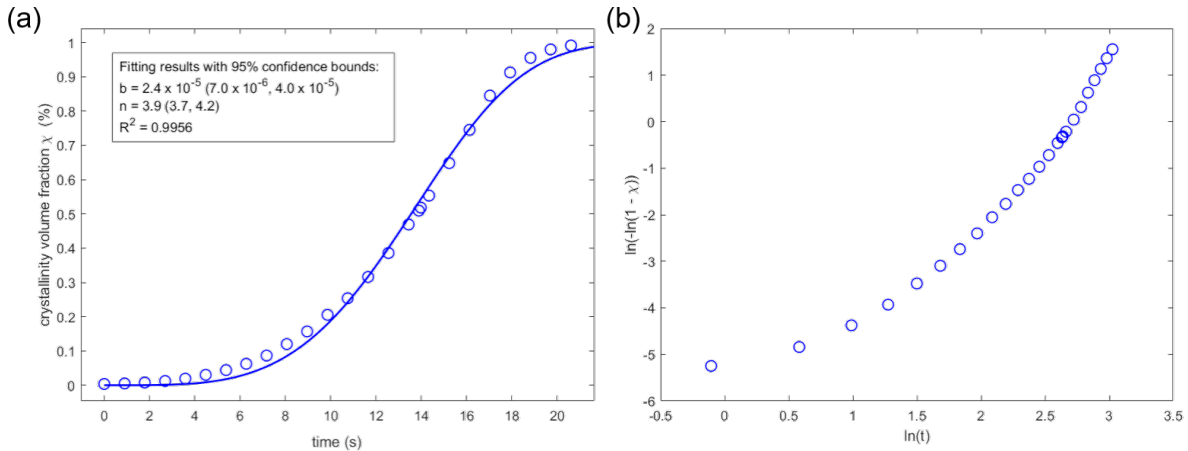 (a)
crystallinity volume fraction χ (%)
1
0.9
0.8
0.7
0.6
0.5
0.4
0.3
0.2
0.1
0
Fitting results with 95% confidence bounds:
b = 2.4 x 10^-5 (7.0 x 10^-6, 4.0 x 10^-5)
n = 3.9 (3.7, 4.2)
R^2 = 0.9956
0 2 4 6 8 10 12 14 16 18 20
time (s)
(b)
ln(-ln(1 - χ))
2
1
0
-1
-2
-3
-4
-5
-6
-0.5 0 0.5 1 1.5 2 2.5 3 3.5
ln(t)